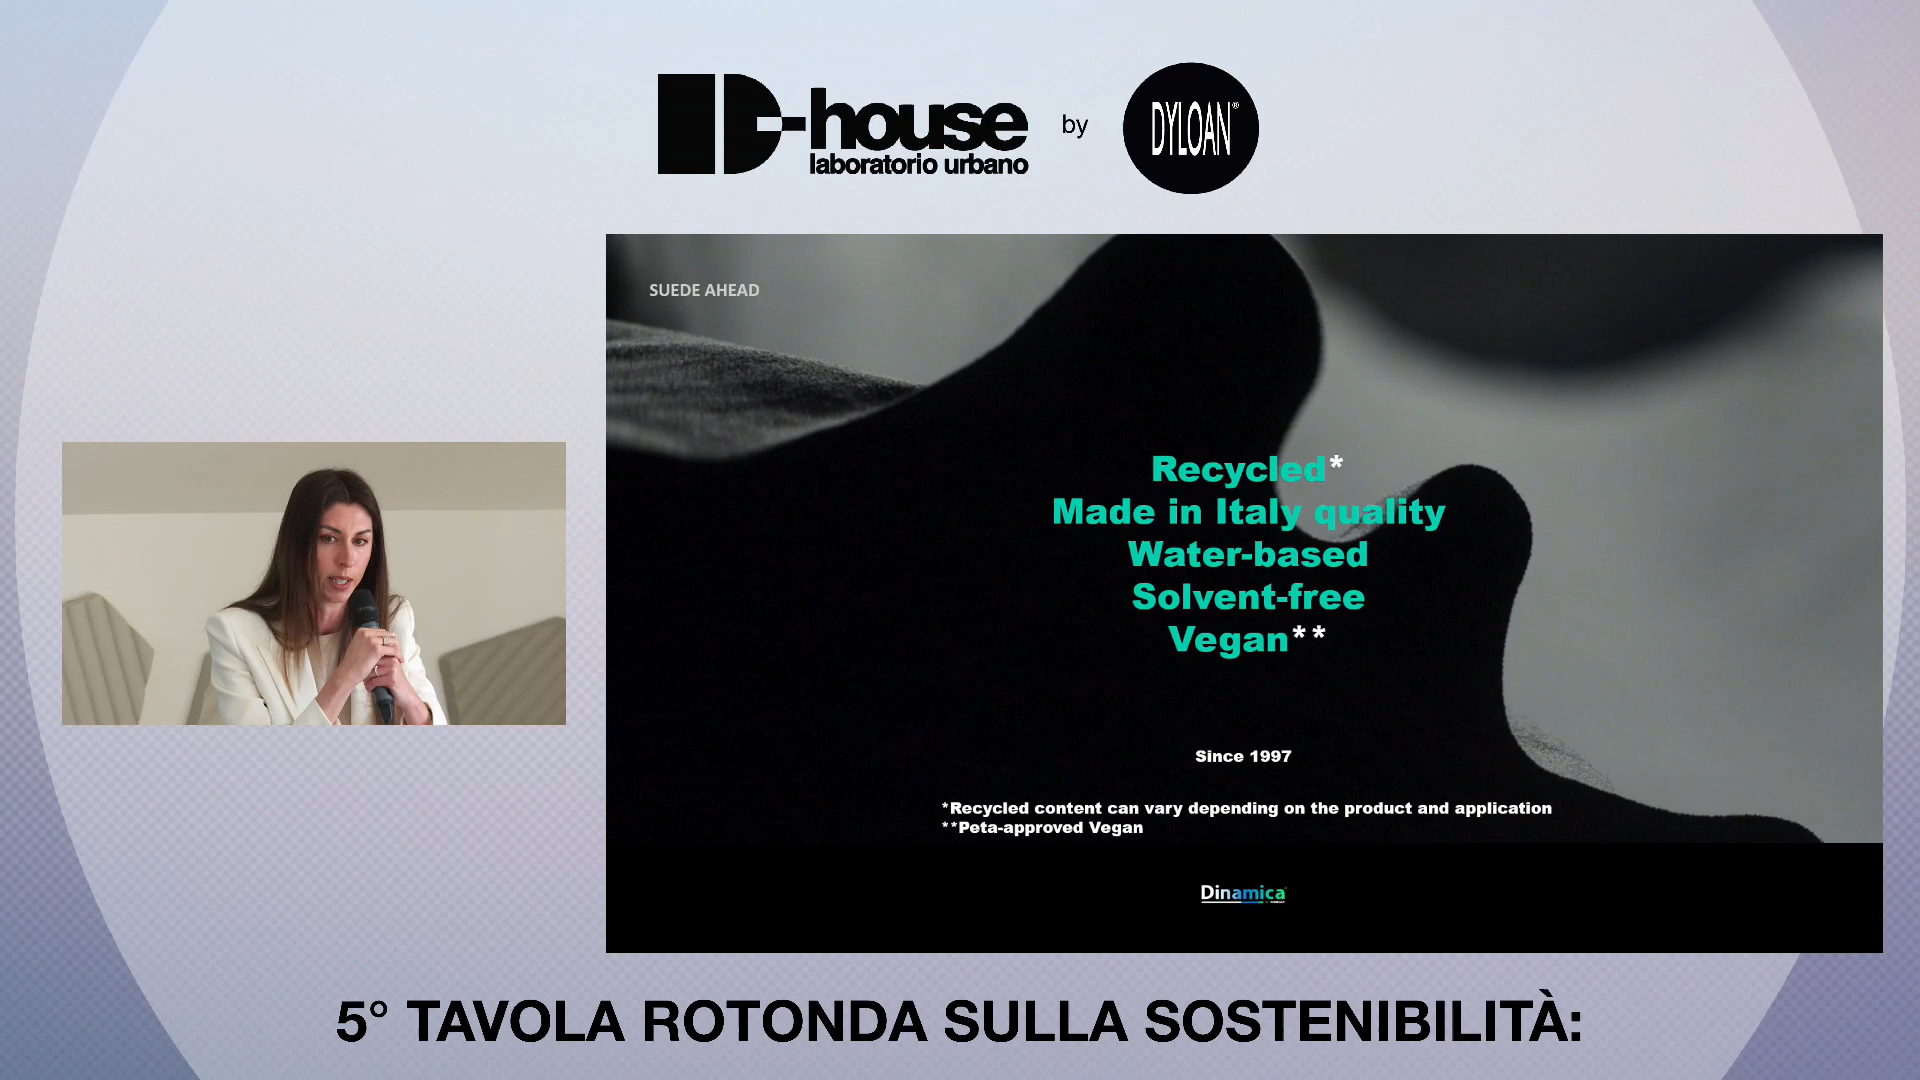 D-house
laboratorio urbano
by
DYLOAN®
SUEDE AHEAD
Recycled*
Made in Italy quality
Water-based
Solvent-free
Vegan**
Since 1997
*Recycled content can vary depending on the product and application
**Peta-approved Vegan
Dinamica
5° TAVOLA ROTONDA SULLA SOSTENIBILITÀ: